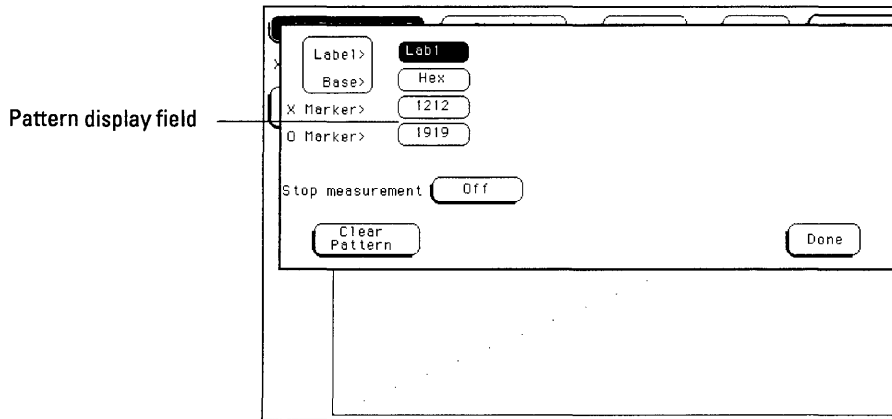 Label> Lab1
Base> Hex
X Marker> 1212
Pattern display field
O Marker> 1919
Stop measurement Off
Clear
Pattern
Done